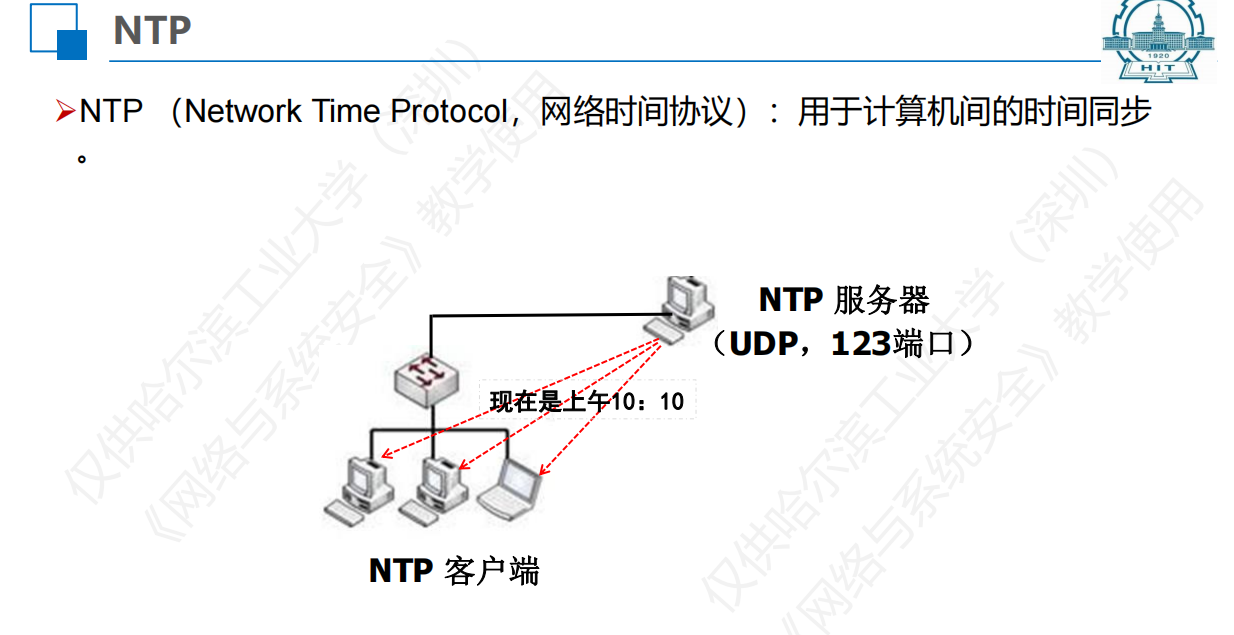 NTP
1920
HIT
➢NTP （Network Time Protocol，网络时间协议）：用于计算机间的时间同步
。
NTP 服务器
（UDP，123端口）
现在是上午10：10
NTP 客户端
仅供哈尔滨工业大学（深圳）
《网络与系统安全》教学使用
仅供哈尔滨工业大学（深圳）
《网络与系统安全》教学使用